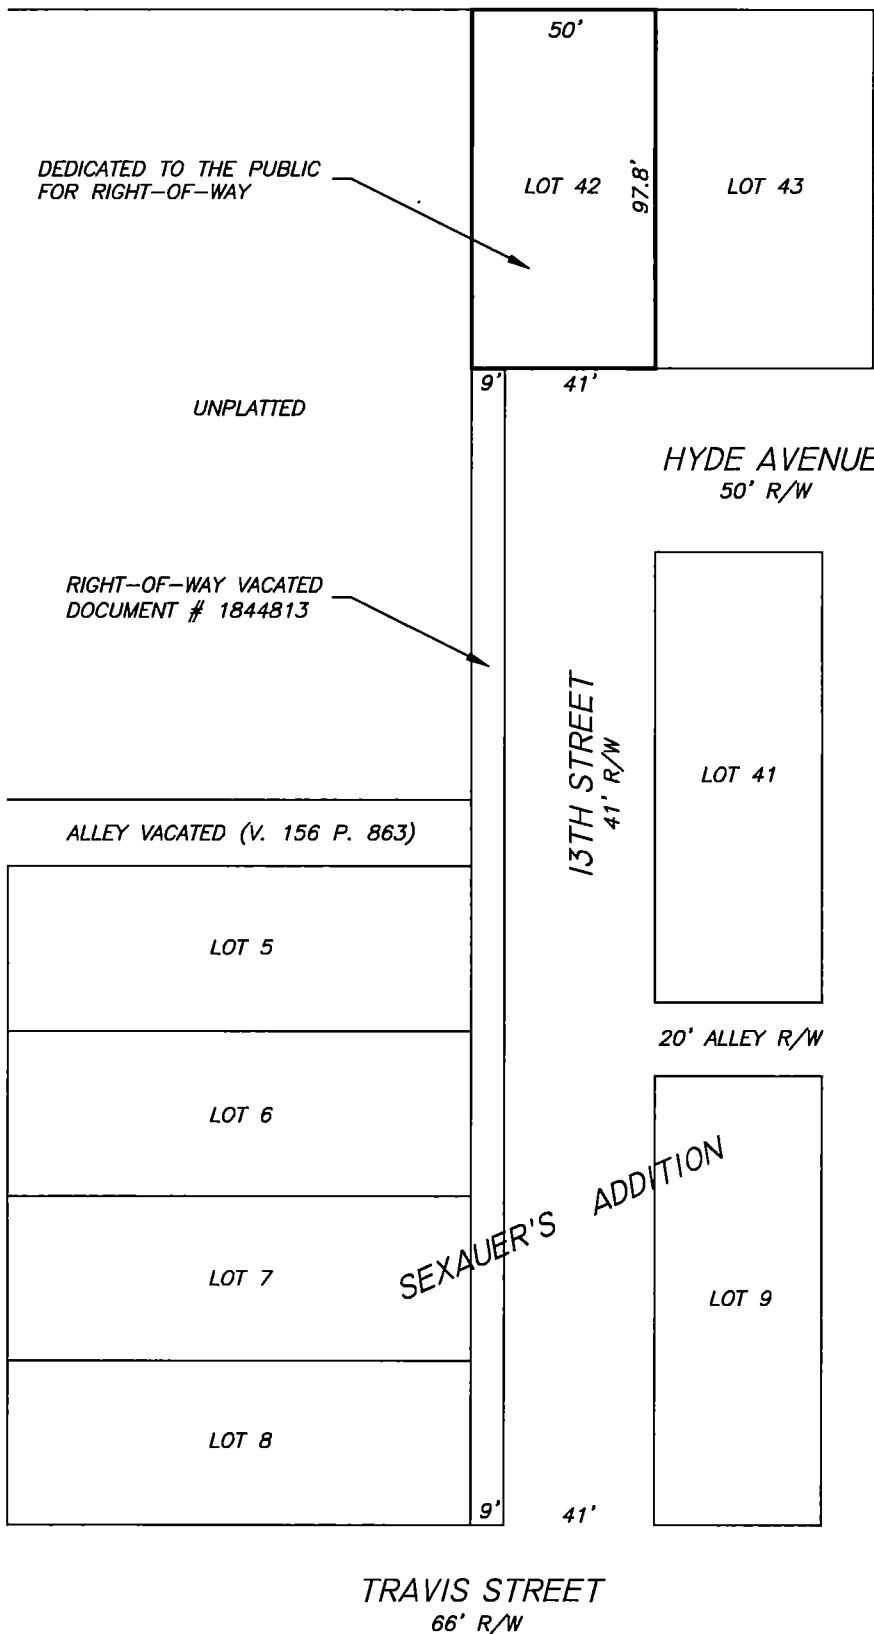 50'
DEDICATED TO THE PUBLIC
FOR RIGHT-OF-WAY
LOT 42
97.8'
LOT 43
9'
41'
UNPLATTED
HYDE AVENUE
50' R/W
RIGHT-OF-WAY VACATED
DOCUMENT # 1844813
13TH STREET
41' R/W
LOT 41
ALLEY VACATED (V. 156 P. 863)
LOT 5
20' ALLEY R/W
LOT 6
SEXAUER'S ADDITION
LOT 7
LOT 9
LOT 8
9'
41'
TRAVIS STREET
66' R/W